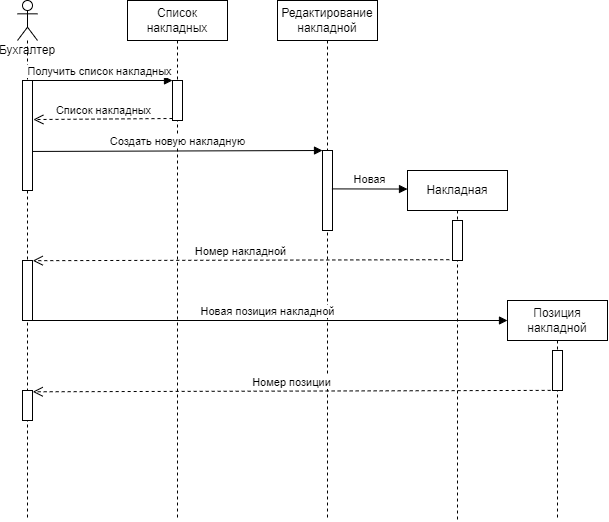 Бухгалтер
Список
накладных
Редактирование
накладной
Получить список накладных
Список накладных
Создать новую накладную
Новая
Накладная
Номер накладной
Новая позиция накладной
Позиция
накладной
Номер позиции